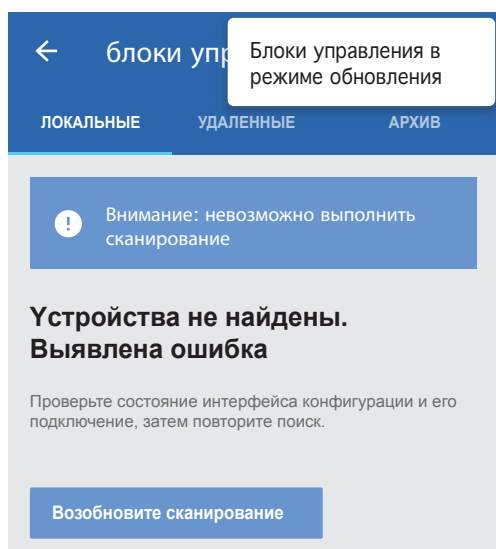 блоки упр
Блоки управления в
режиме обновления
ЛОКАЛЬНЫЕ УДАЛЕННЫЕ АРХИВ
Внимание: невозможно выполнить
сканирование
Yстройства не найдены.
Выявлена ошибка
Проверьте состояние интерфейса конфигурации и его
подключение, затем повторите поиск.
Возобновите сканирование